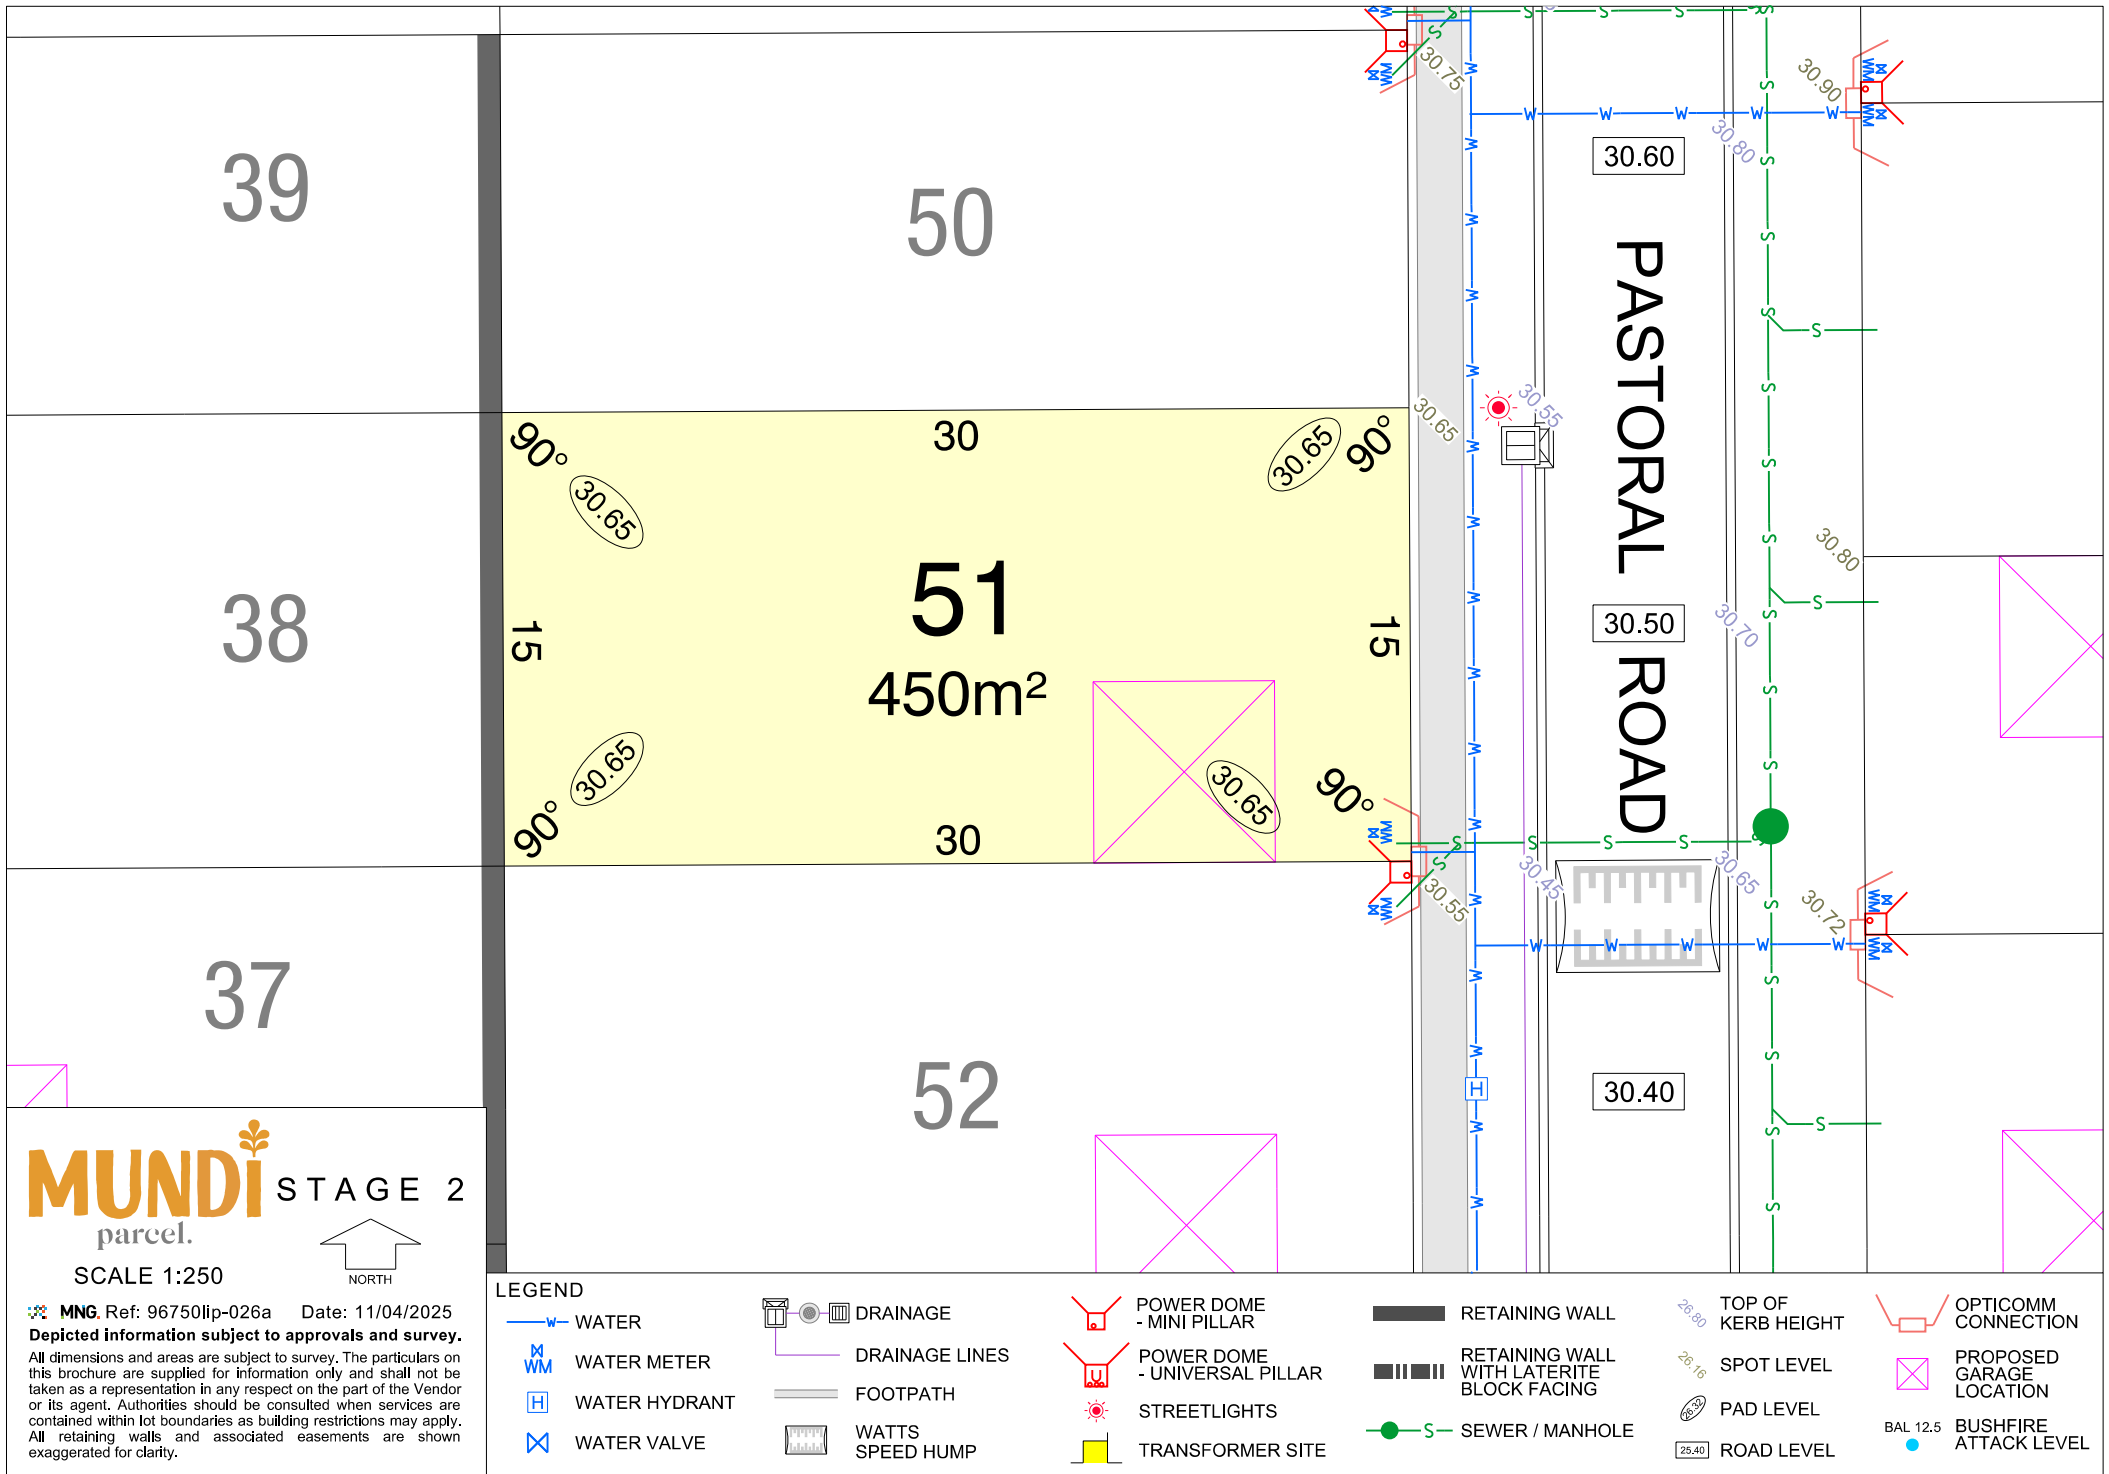 39
50
38
37
52
90°
30
90°
30.65
30.65
51
450m²
15
15
30.65
30.65
90°
30
90°
30.75
30.65
30.55
30.55
30.45
30.90
30.80
30.80
30.70
30.65
30.72
30.60
PASTORAL ROAD
30.50
30.40
H
MUNDI
parcel.
STAGE 2
SCALE 1:250
NORTH
MNG. Ref: 96750lip-026a Date: 11/04/2025
Depicted information subject to approvals and survey.
All dimensions and areas are subject to survey. The particulars on
this brochure are supplied for information only and shall not be
taken as a representation in any respect on the part of the Vendor
or its agent. Authorities should be consulted when services are
contained within lot boundaries as building restrictions may apply.
All retaining walls and associated easements are shown
exaggerated for clarity.
LEGEND
W WATER
WM WATER METER
H WATER HYDRANT
WATER VALVE
DRAINAGE
DRAINAGE LINES
FOOTPATH
WATTS
SPEED HUMP
POWER DOME
- MINI PILLAR
POWER DOME
- UNIVERSAL PILLAR
STREETLIGHTS
TRANSFORMER SITE
RETAINING WALL
RETAINING WALL
WITH LATERITE
BLOCK FACING
S SEWER / MANHOLE
26.80 TOP OF
KERB HEIGHT
26.16 SPOT LEVEL
26.32 PAD LEVEL
25.40 ROAD LEVEL
OPTICOMM
CONNECTION
PROPOSED
GARAGE
LOCATION
BAL 12.5 BUSHFIRE
ATTACK LEVEL